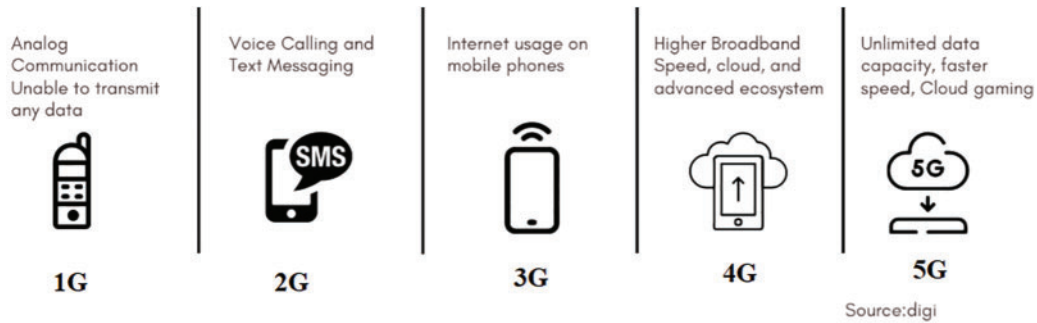 Analog
Communication
Unable to transmit
any data
Voice Calling and
Text Messaging
Internet usage on
mobile phones
Higher Broadband
Speed, cloud, and
advanced ecosystem
Unlimited data
capacity, faster
speed, Cloud gaming
SMS
5G
1G
2G
3G
4G
5G
Source:digi